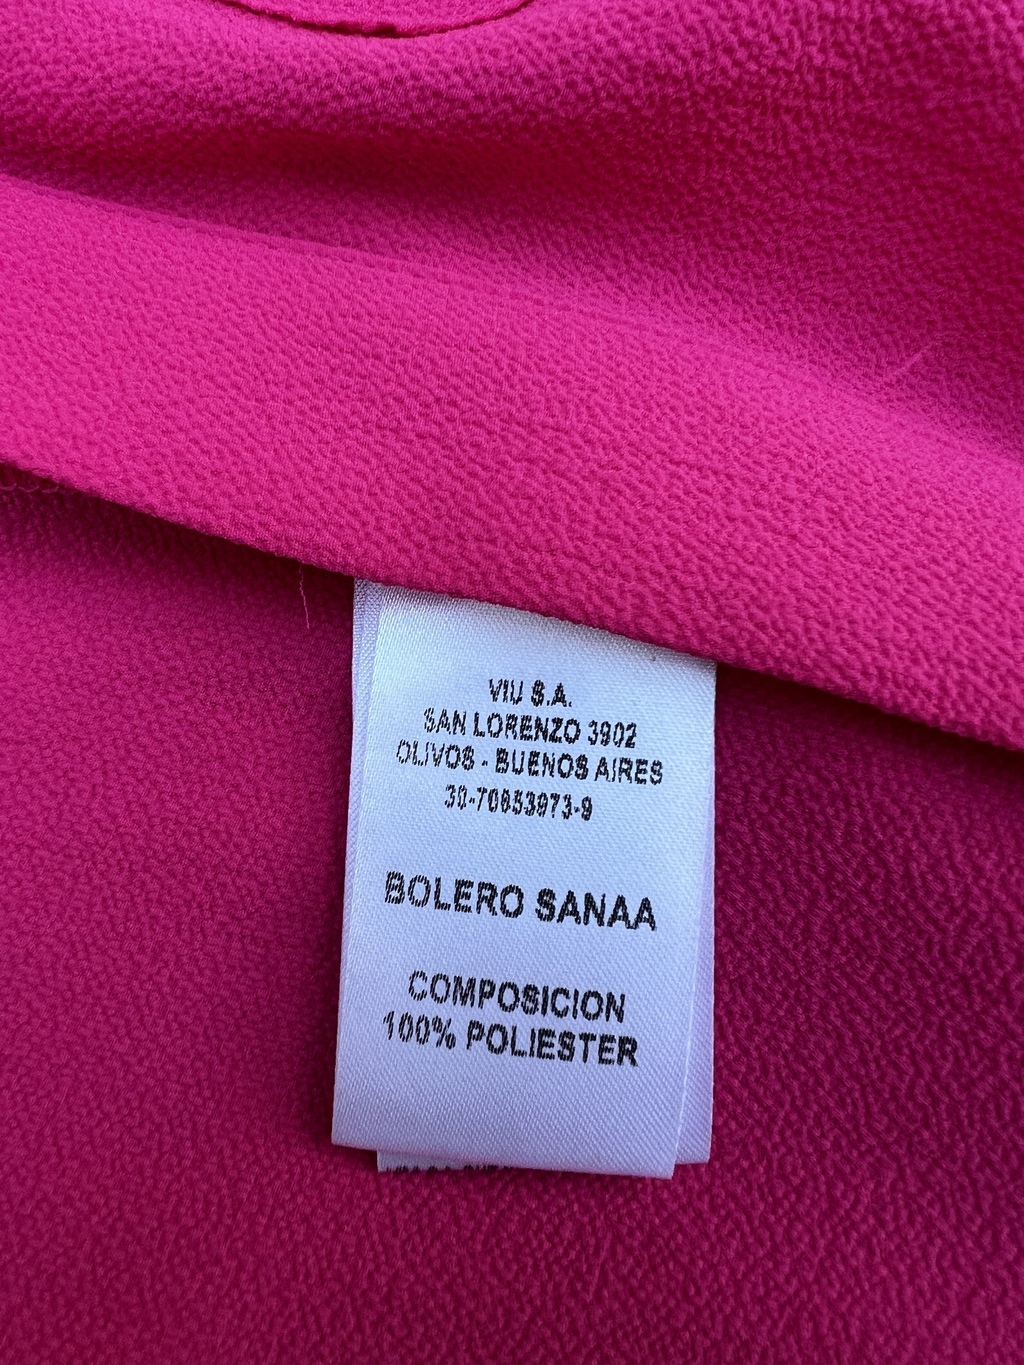 VIU S.A.
SAN LORENZO 3902
OLIVOS - BUENOS AIRES
30-70853973-9
BOLERO SANAA
COMPOSICION
100% POLIESTER